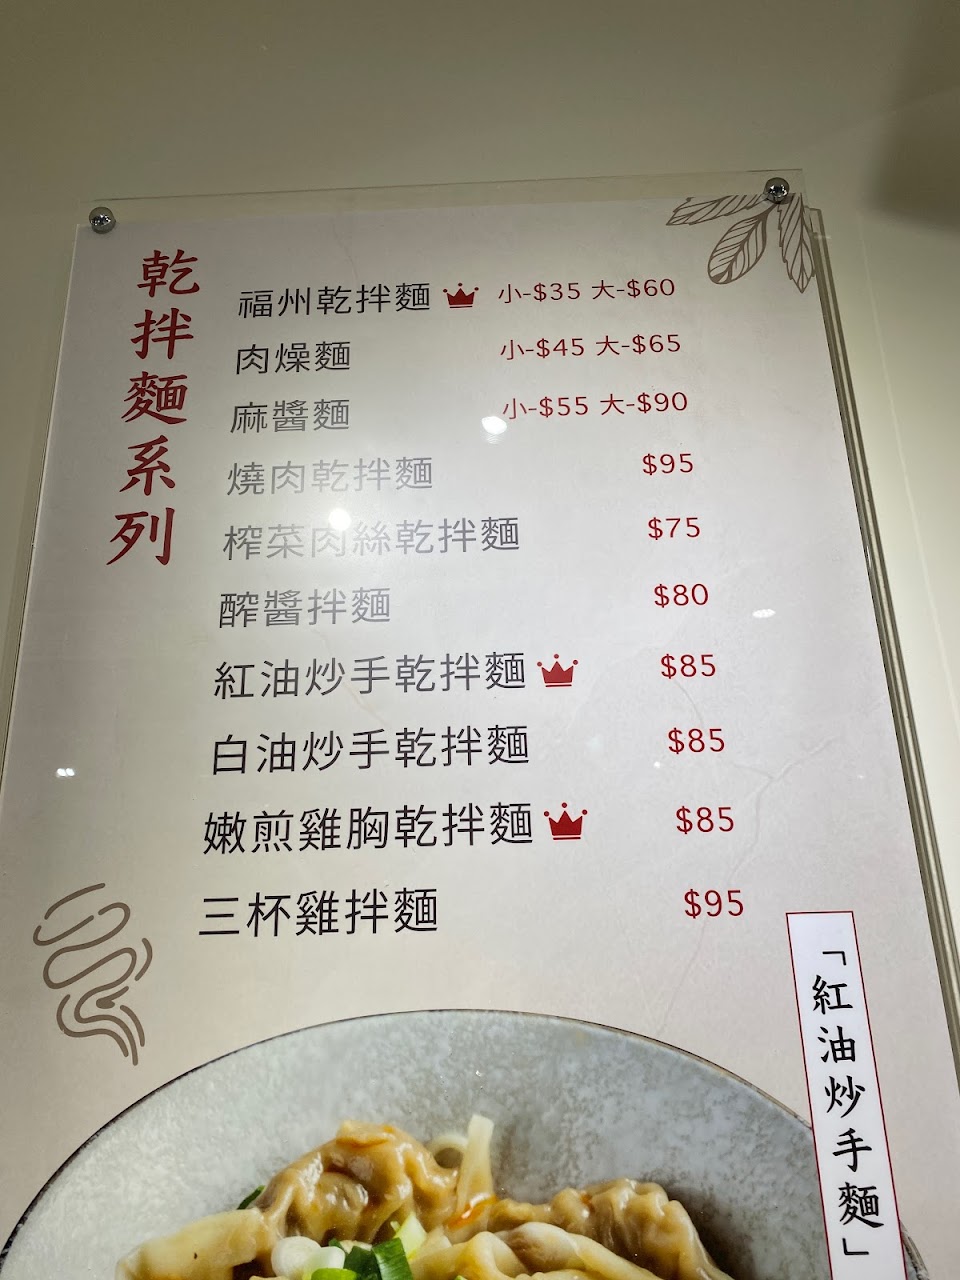 乾拌麵系列
福州乾拌麵 小-$35 大-$60
肉燥麵 小-$45 大-$65
麻醬麵 小-$55 大-$90
燒肉乾拌麵 $95
榨菜肉絲乾拌麵 $75
醡醬拌麵 $80
紅油炒手乾拌麵 $85
白油炒手乾拌麵 $85
嫩煎雞胸乾拌麵 $85
三杯雞拌麵 $95
「紅油炒手麵」